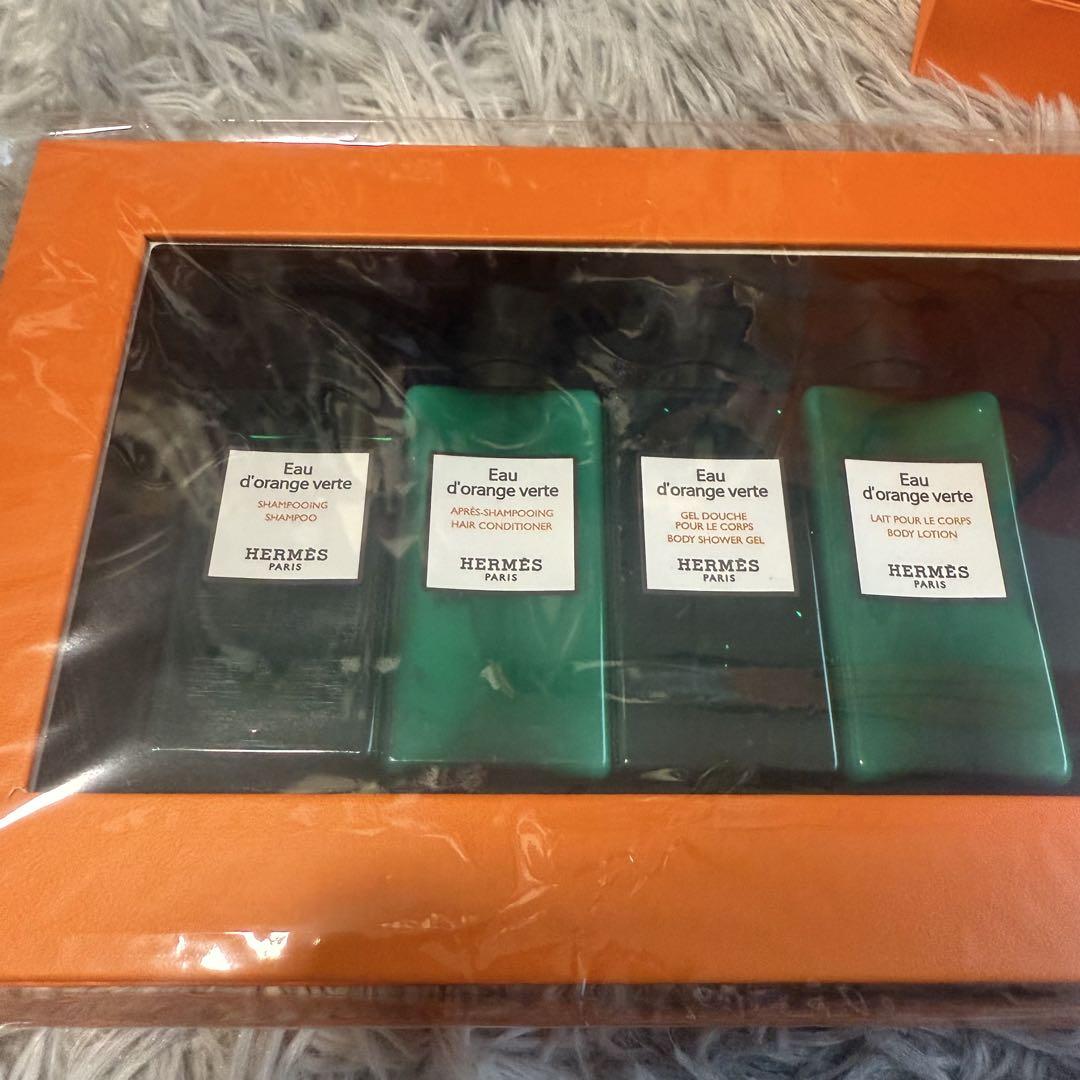 Eau
d'orange verte
SHAMPOOING
SHAMPOO
HERMÈS
PARIS
Eau
d'orange verte
APRÈS-SHAMPOOING
HAIR CONDITIONER
HERMÈS
PARIS
Eau
d'orange verte
GEL DOUCHE
POUR LE CORPS
BODY SHOWER GEL
HERMÈS
PARIS
Eau
d'orange verte
LAIT POUR LE CORPS
BODY LOTION
HERMÈS
PARIS